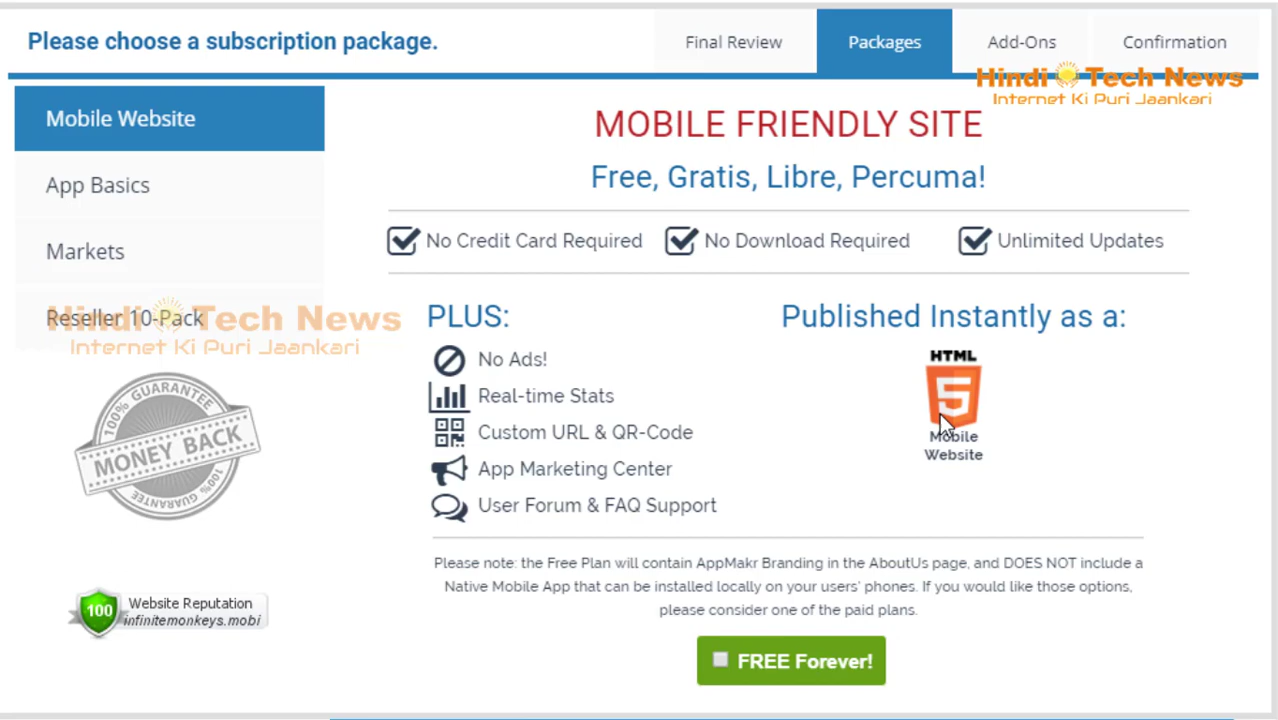 Please choose a subscription package.
Final Review
Packages
Add-Ons
Confirmation
Hindi Tech News
Internet Ki Puri Jaankari
Mobile Website
App Basics
Markets
Reseller 10-Pack
Hindi Tech News
Internet Ki Puri Jaankari
100% GUARANTEE
MONEY BACK
100% GUARANTEE
100
Website Reputation
infinitemonkeys.mobi
MOBILE FRIENDLY SITE
Free, Gratis, Libre, Percuma!
No Credit Card Required
No Download Required
Unlimited Updates
PLUS:
No Ads!
Real-time Stats
Custom URL & QR-Code
App Marketing Center
User Forum & FAQ Support
Published Instantly as a:
HTML
5
Mobile
Website
Please note: the Free Plan will contain AppMakr Branding in the AboutUs page, and DOES NOT include a
Native Mobile App that can be installed locally on your users' phones. If you would like those options,
please consider one of the paid plans.
FREE Forever!